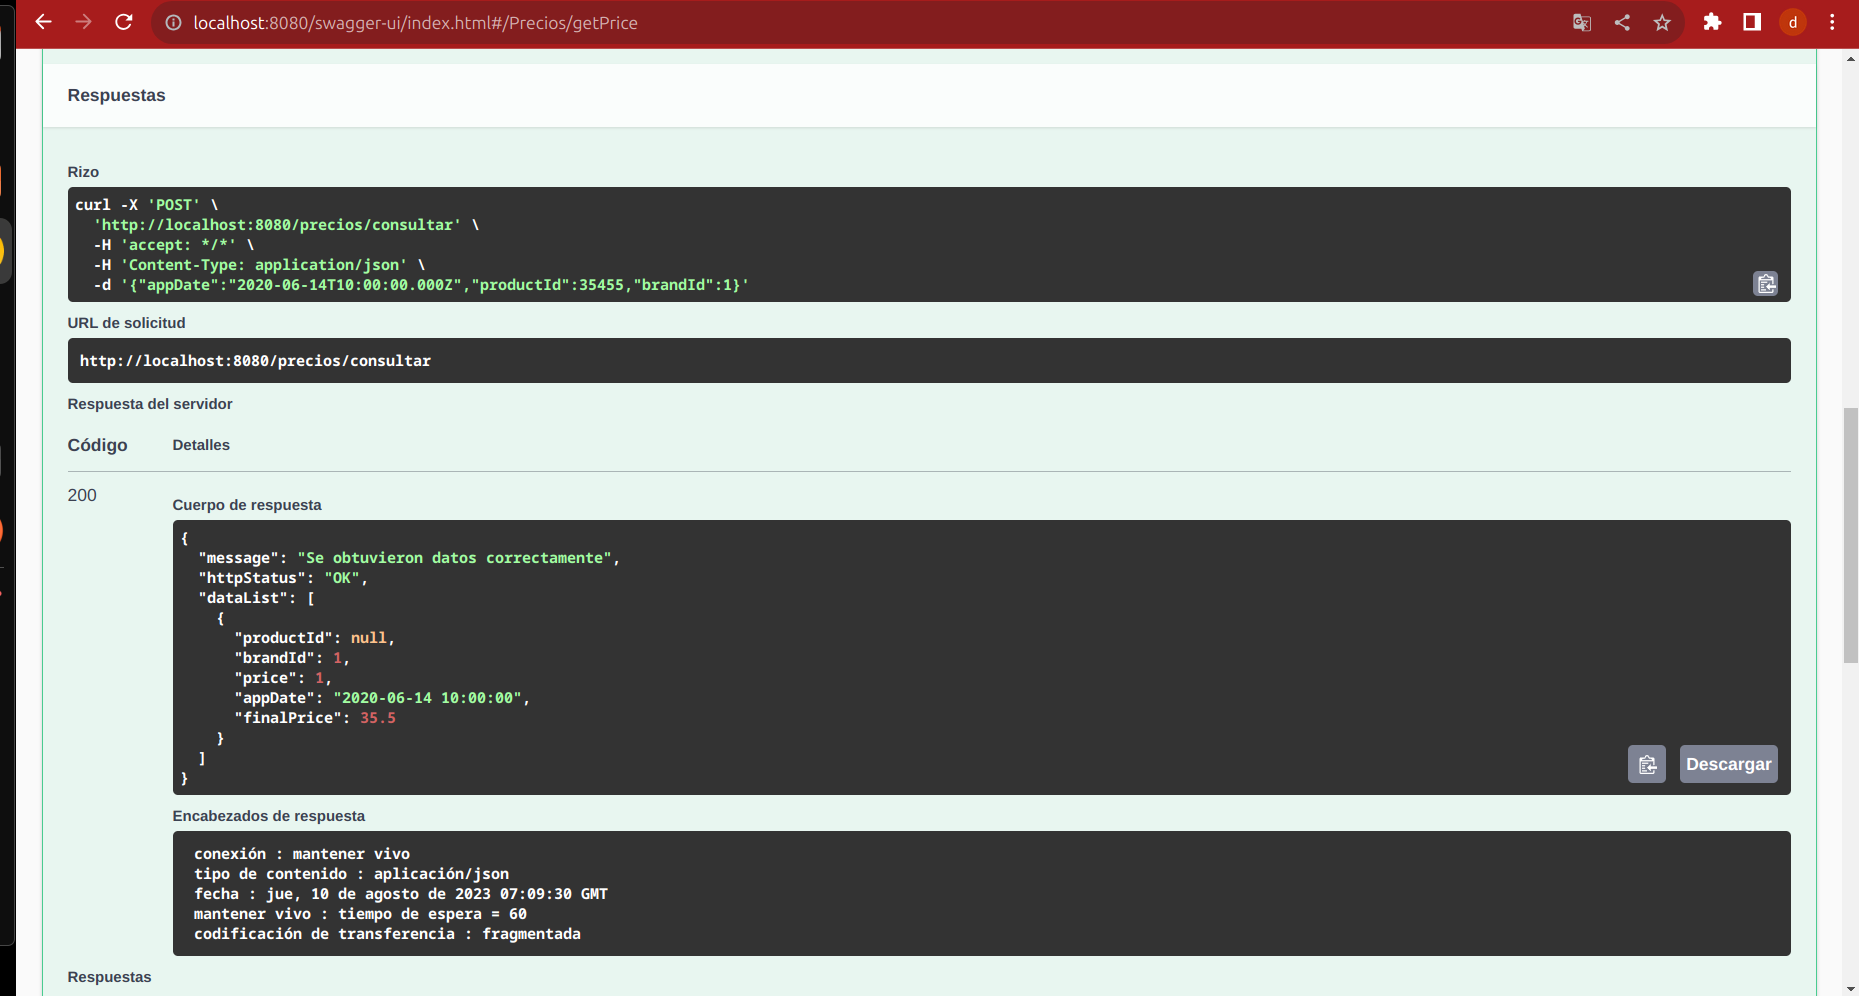 localhost:8080/swagger-ui/index.html#/Precios/getPrice
d
Respuestas
Rizo
curl -X 'POST' \
  'http://localhost:8080/precios/consultar' \
  -H 'accept: */*' \
  -H 'Content-Type: application/json' \
  -d '{"appDate":"2020-06-14T10:00:00.000Z","productId":35455,"brandId":1}'
URL de solicitud
http://localhost:8080/precios/consultar
Respuesta del servidor
Código Detalles
200
Cuerpo de respuesta
{
  "message": "Se obtuvieron datos correctamente",
  "httpStatus": "OK",
  "dataList": [
    {
      "productId": null,
      "brandId": 1,
      "price": 1,
      "appDate": "2020-06-14 10:00:00",
      "finalPrice": 35.5
    }
  ]
}
Descargar
Encabezados de respuesta
conexión : mantener vivo
tipo de contenido : aplicación/json
fecha : jue, 10 de agosto de 2023 07:09:30 GMT
mantener vivo : tiempo de espera = 60
codificación de transferencia : fragmentada
Respuestas